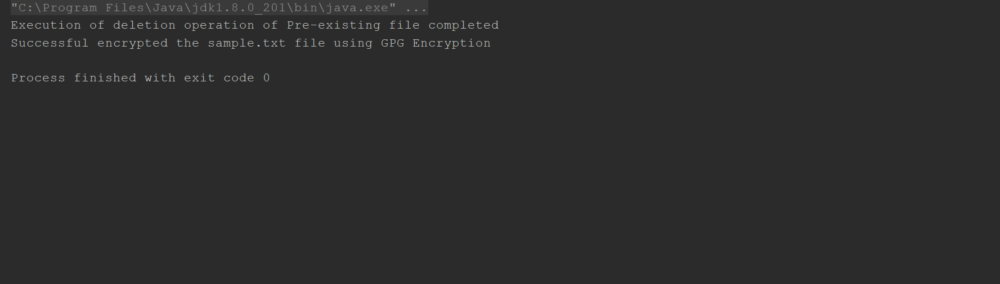 "C:\Program Files\Java\jdk1.8.0_201\bin\java.exe" ...
Execution of deletion operation of Pre-existing file completed
Successful encrypted the sample.txt file using GPG Encryption
Process finished with exit code 0